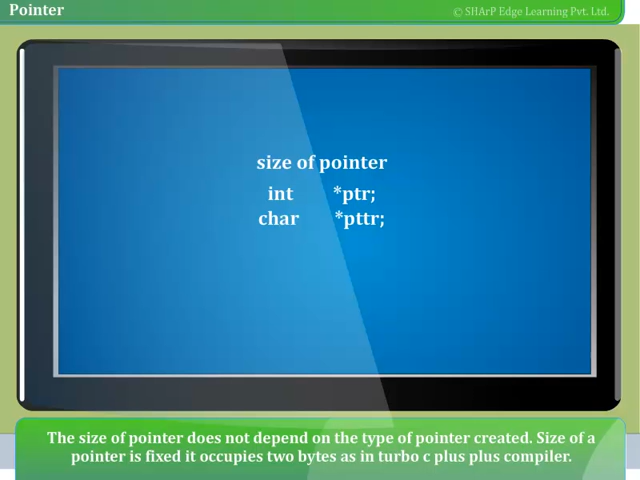 Pointer
© SHArP Edge Learning Pvt. Ltd.
size of pointer
int *ptr;
char *pttr;
The size of pointer does not depend on the type of pointer created. Size of a
pointer is fixed it occupies two bytes as in turbo c plus plus compiler.